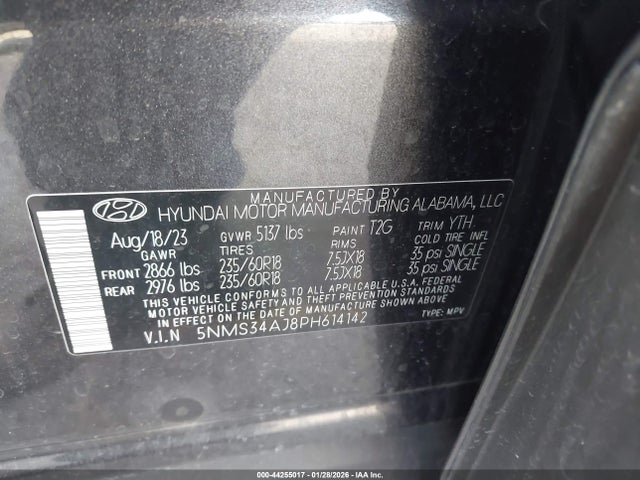 MANUFACTURED BY
HYUNDAI MOTOR MANUFACTURING ALABAMA, LLC
Aug/18/23 GVWR 5137 lbs PAINT T2G TRIM YTH
GAWR TIRES RIMS COLD TIRE INFL
FRONT 2866 lbs 235/60R18 7.5JX18 35 psi SINGLE
REAR 2976 lbs 235/60R18 7.5JX18 35 psi SINGLE
THIS VEHICLE CONFORMS TO ALL APPLICABLE U.S.A. FEDERAL
MOTOR VEHICLE SAFETY AND THEFT PREVENTION STANDARDS IN
EFFECT ON THE DATE OF MANUFACTURE SHOWN ABOVE.
V.I.N 5NMS34AJ8PH614142 TYPE: MPV
000-44255017 | 01/28/2026 - IAA Inc.